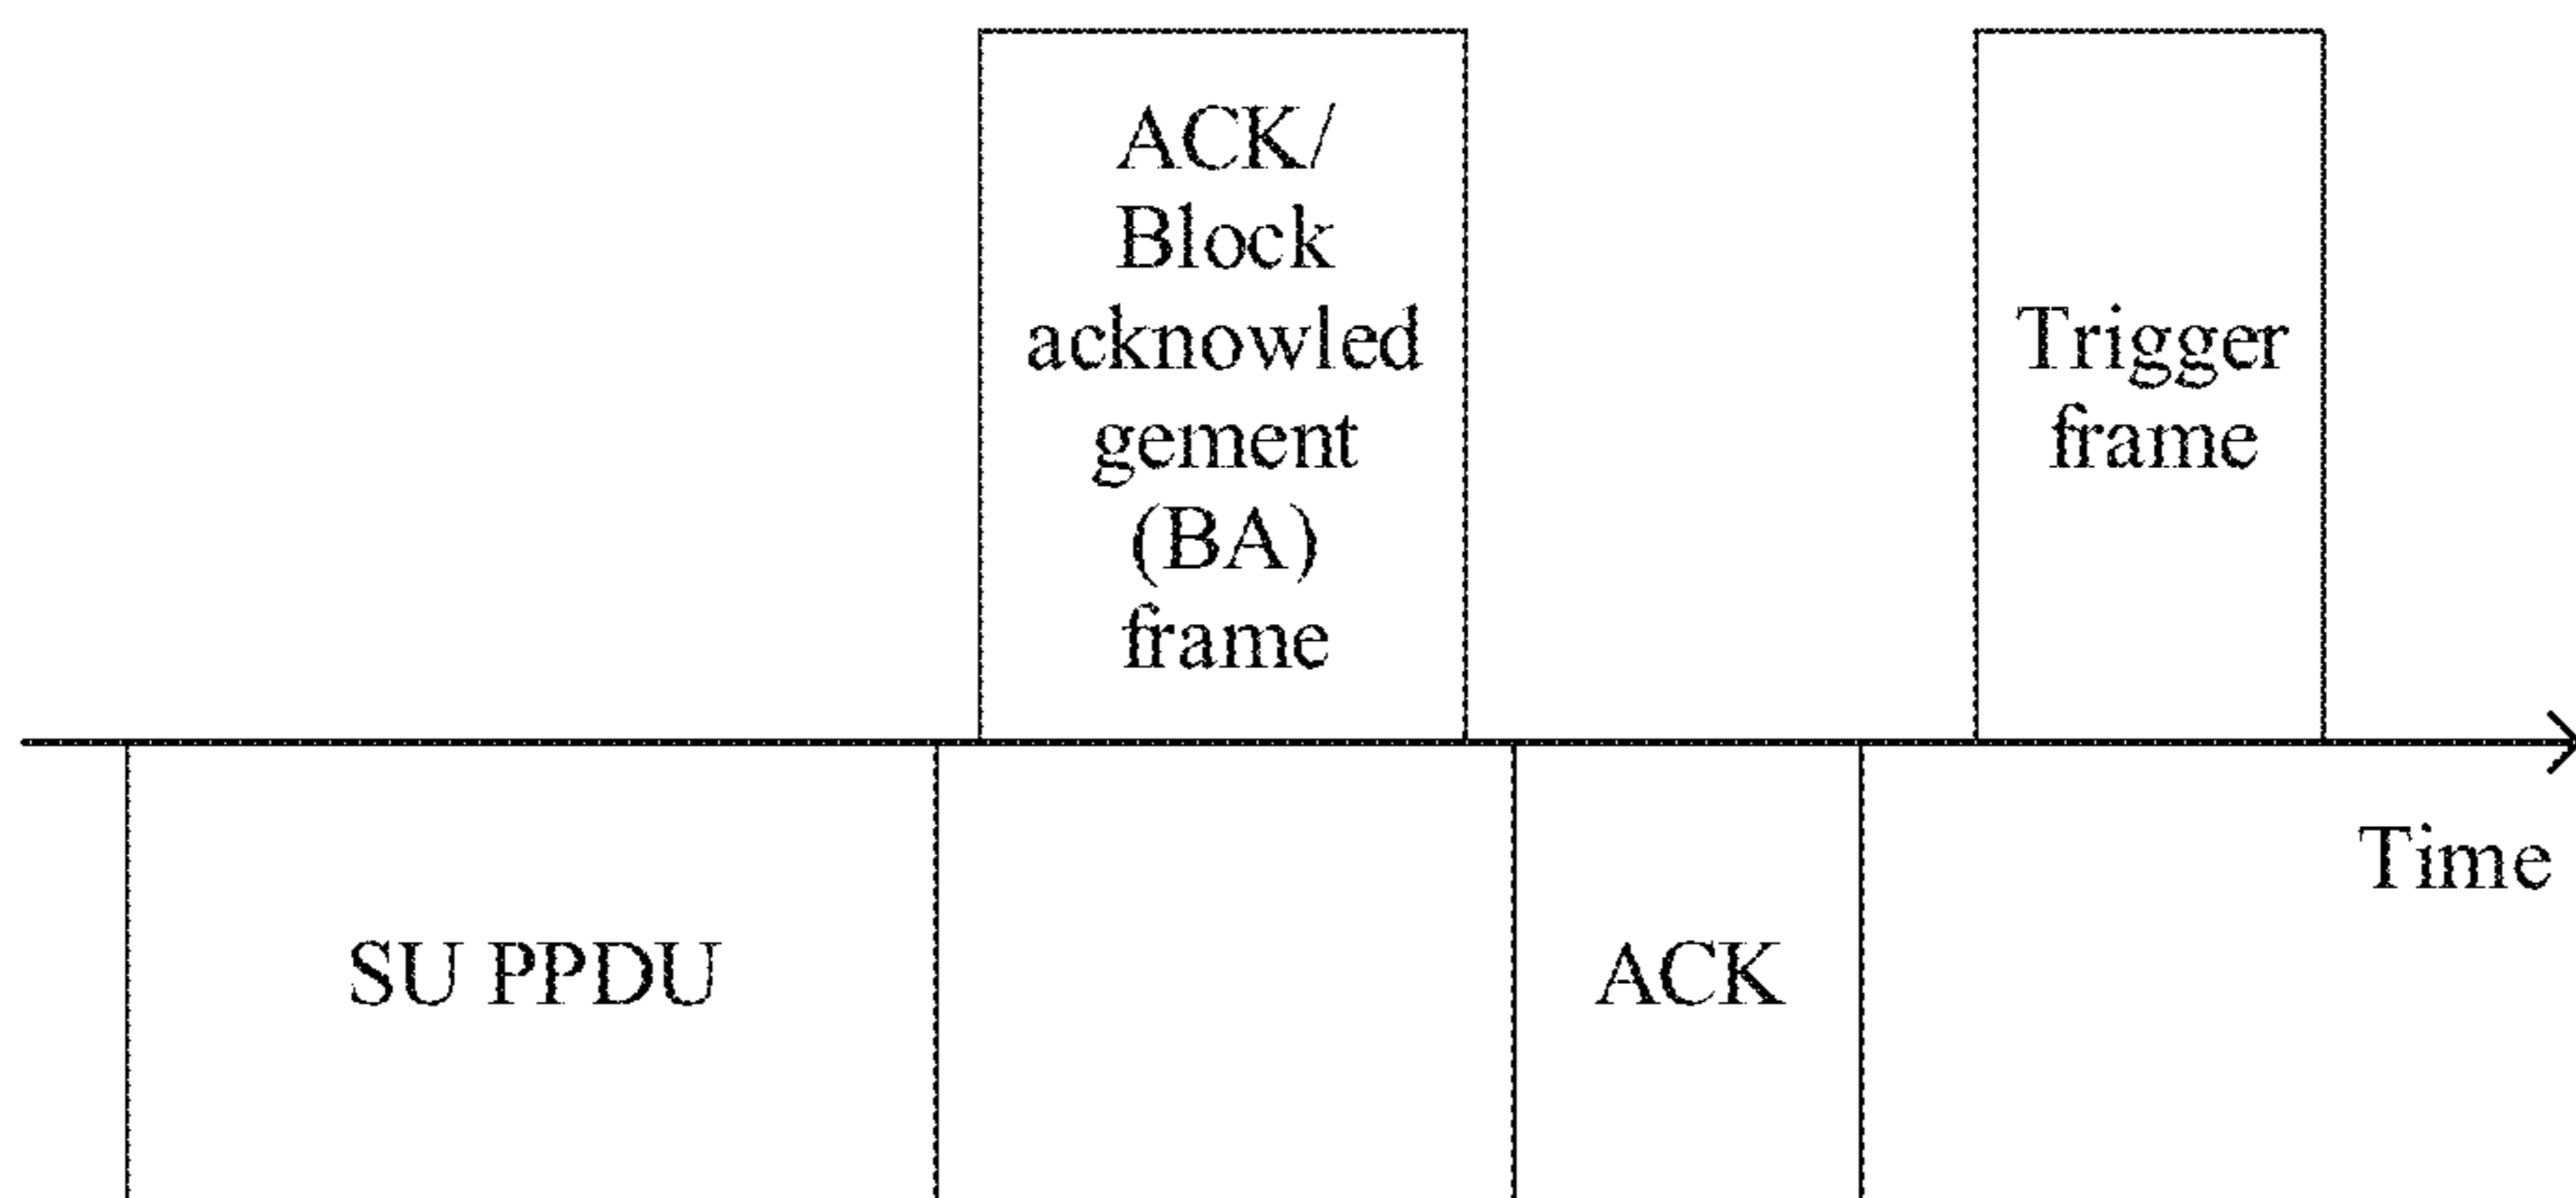 ACK/
Block
acknowled
gement
(BA)
frame
Trigger
frame
Time
SU PPDU
ACK